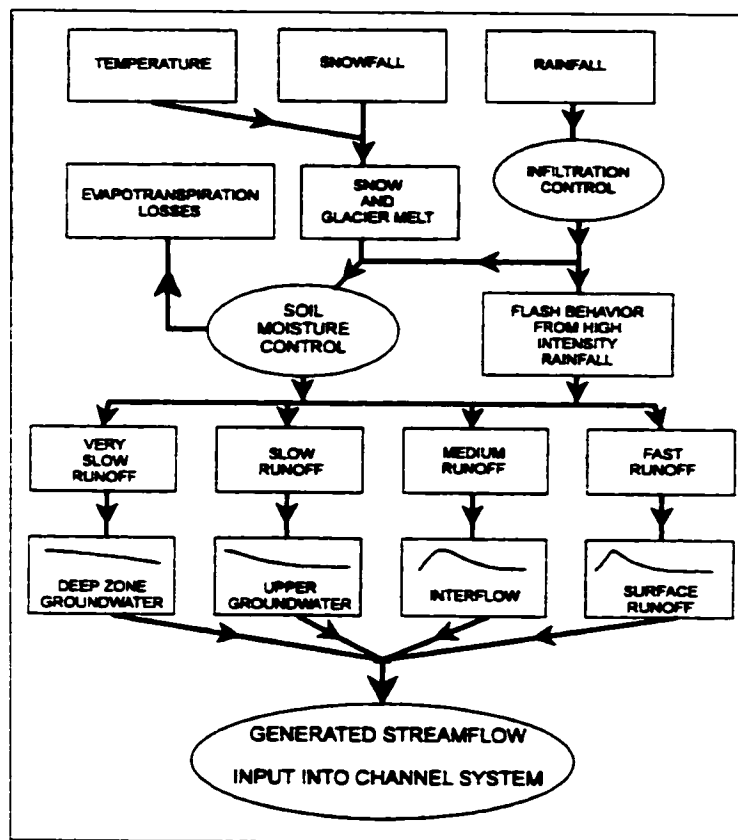 TEMPERATURE
SNOWFALL
RAINFALL
EVAPOTRANSPIRATION
LOSSES
SNOW
AND
GLACIER MELT
INFILTRATION
CONTROL
SOIL
MOISTURE
CONTROL
FLASH BEHAVIOR
FROM HIGH
INTENSITY
RAINFALL
VERY
SLOW
RUNOFF
SLOW
RUNOFF
MEDIUM
RUNOFF
FAST
RUNOFF
DEEP ZONE
GROUNDWATER
UPPER
GROUNDWATER
INTERFLOW
SURFACE
RUNOFF
GENERATED STREAMFLOW
INPUT INTO CHANNEL SYSTEM